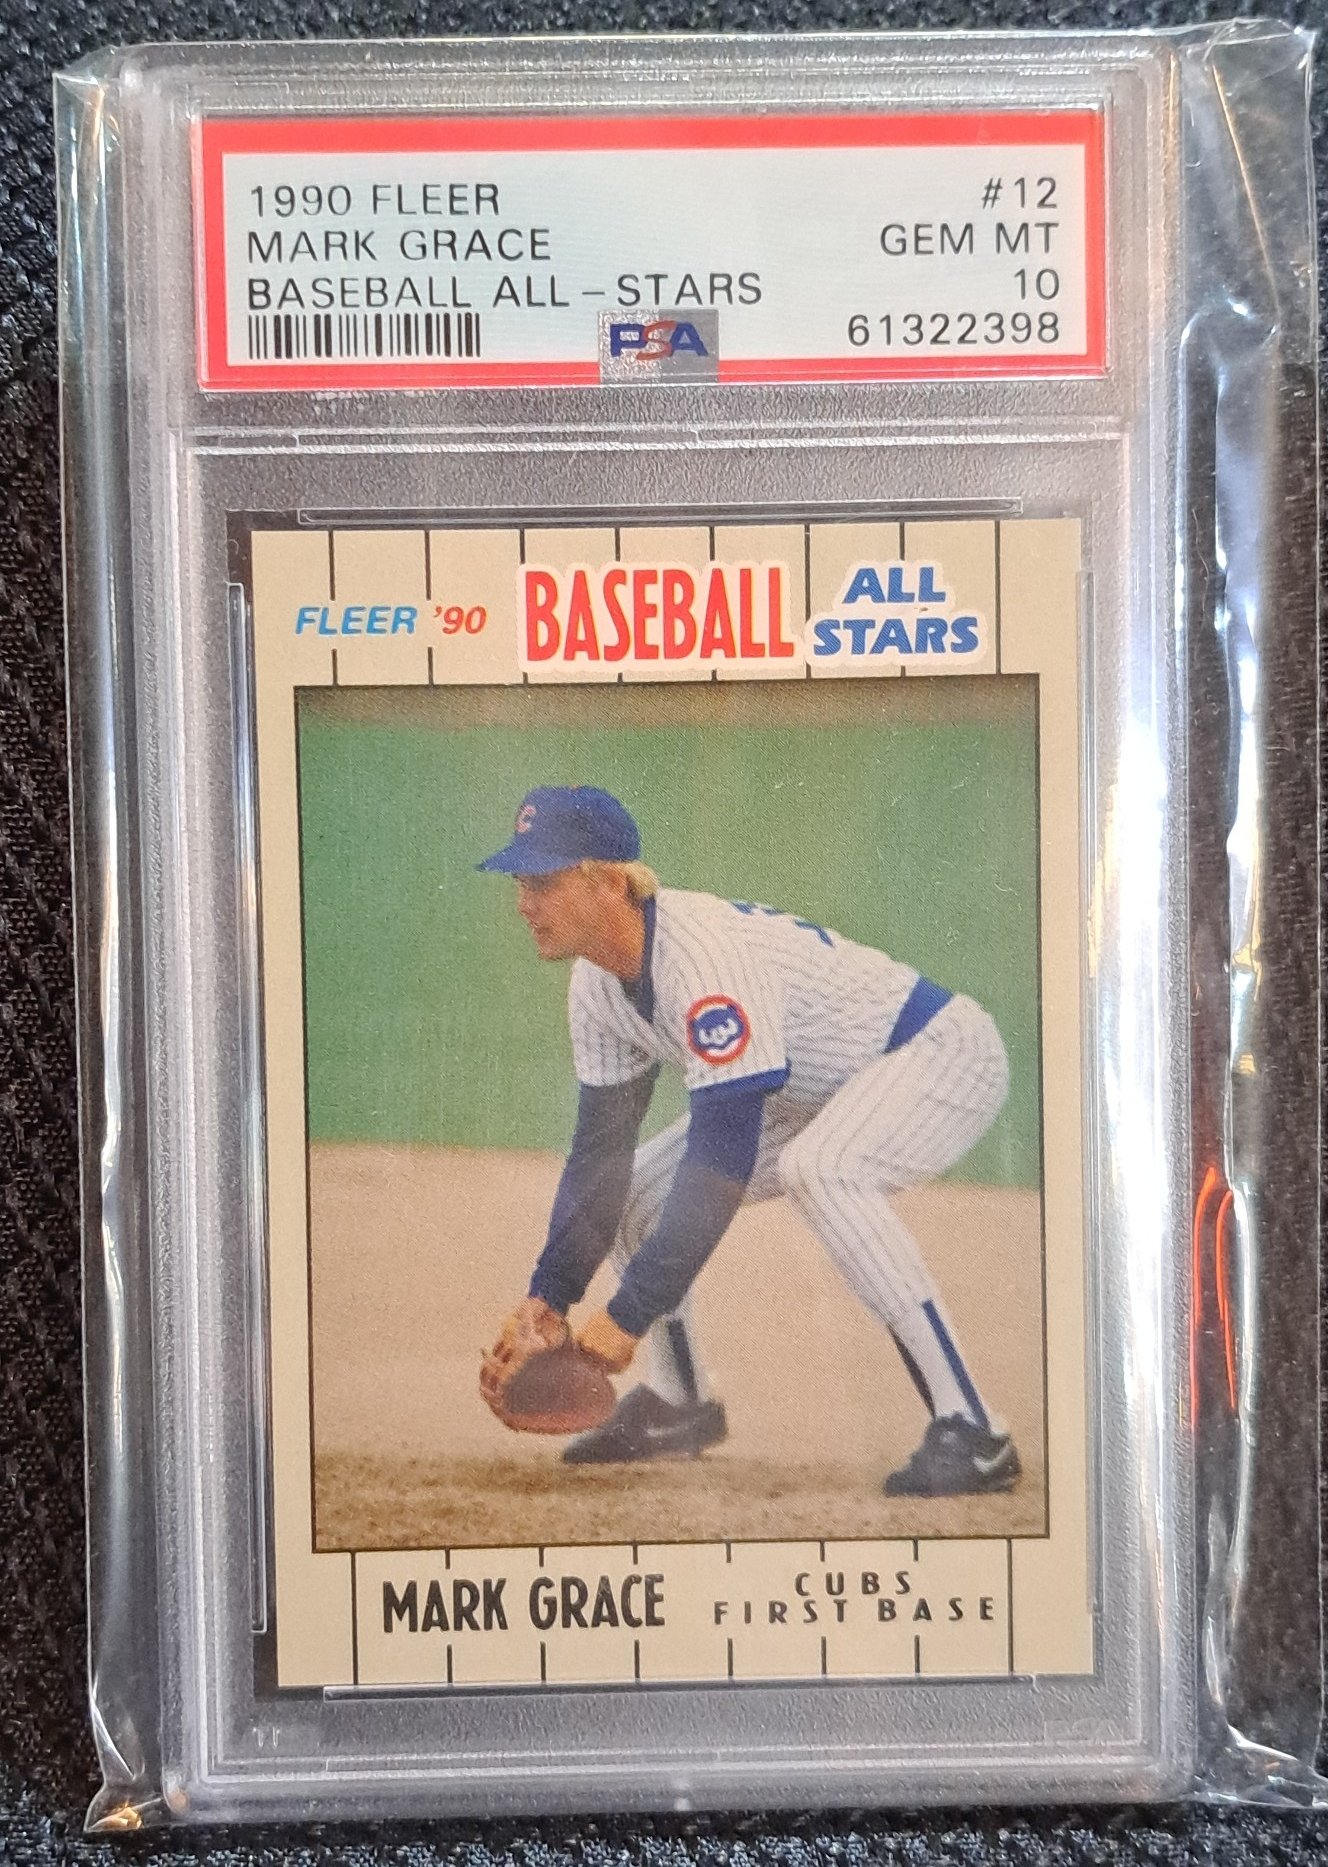 1990 FLEER #12
MARK GRACE GEM MT
BASEBALL ALL-STARS 10
PSA 61322398
FLEER '90 BASEBALL ALL STARS
C
MARK GRACE CUBS
FIRST BASE
PSA